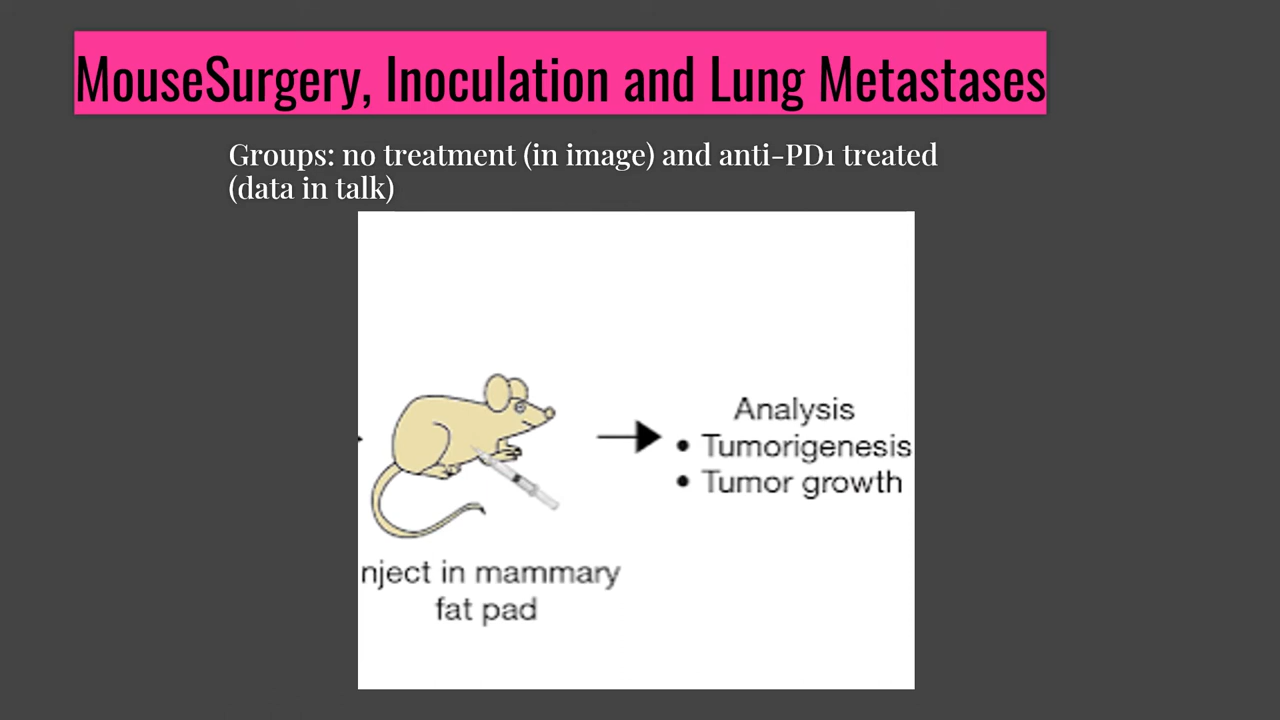 MouseSurgery, Inoculation and Lung Metastases
Groups: no treatment (in image) and anti-PD1 treated
(data in talk)
Analysis
• Tumorigenesis
• Tumor growth
nject in mammary
fat pad